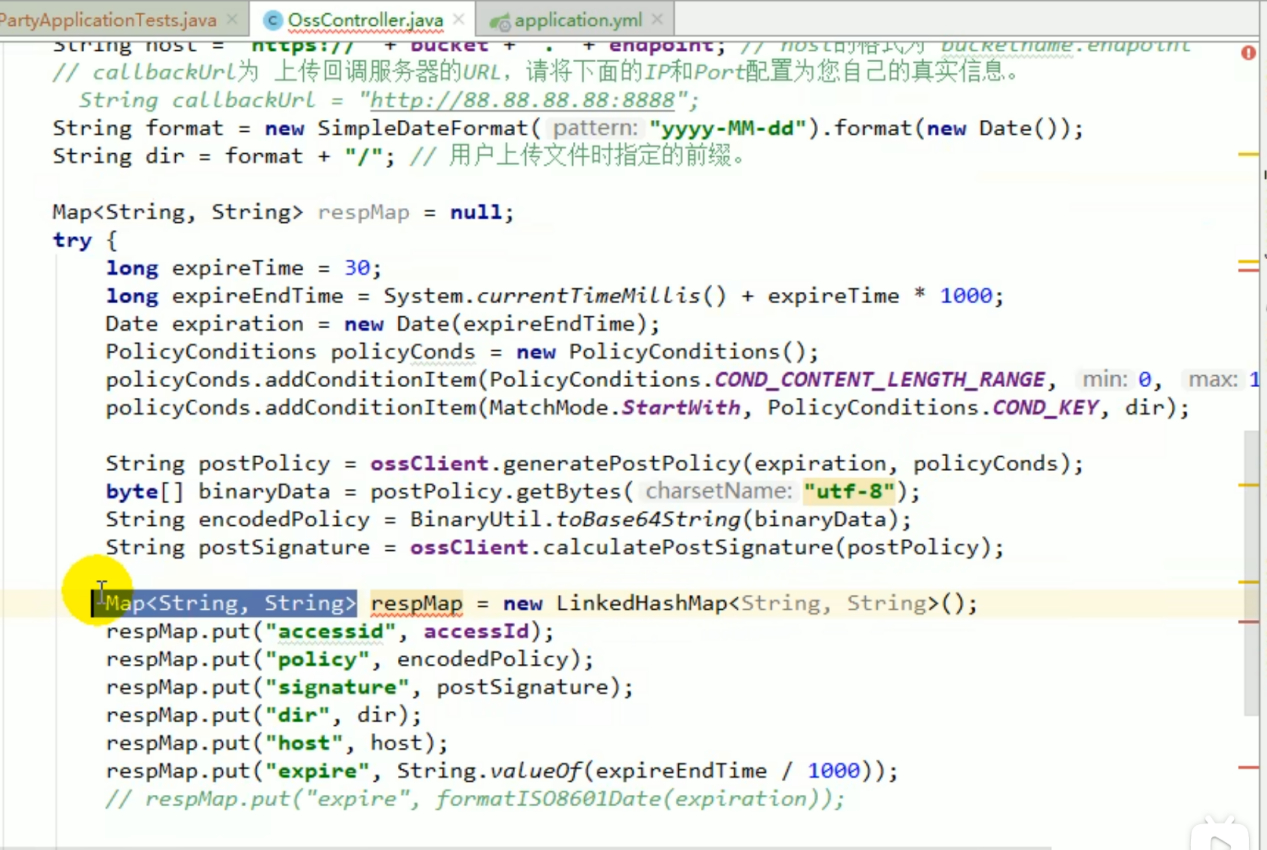 PartyApplicationTests.java × OssController.java × application.yml ×
String host = "https://" + bucket + "." + endpoint; // host的格式为 bucketname.endpoint
// callbackUrl为 上传回调服务器的URL，请将下面的IP和Port配置为您自己的真实信息。
String callbackUrl = "http://88.88.88.88:8888";
String format = new SimpleDateFormat( pattern: "yyyy-MM-dd").format(new Date());
String dir = format + "/"; // 用户上传文件时指定的前缀。
Map<String, String> respMap = null;
try {
long expireTime = 30;
long expireEndTime = System.currentTimeMillis() + expireTime * 1000;
Date expiration = new Date(expireEndTime);
PolicyConditions policyConds = new PolicyConditions();
policyConds.addConditionItem(PolicyConditions.COND_CONTENT_LENGTH_RANGE, min: 0, max: 1
policyConds.addConditionItem(MatchMode.StartWith, PolicyConditions.COND_KEY, dir);
String postPolicy = ossClient.generatePostPolicy(expiration, policyConds);
byte[] binaryData = postPolicy.getBytes( charsetName: "utf-8");
String encodedPolicy = BinaryUtil.toBase64String(binaryData);
String postSignature = ossClient.calculatePostSignature(postPolicy);
Map<String, String> respMap = new LinkedHashMap<String, String>();
respMap.put("accessid", accessId);
respMap.put("policy", encodedPolicy);
respMap.put("signature", postSignature);
respMap.put("dir", dir);
respMap.put("host", host);
respMap.put("expire", String.valueOf(expireEndTime / 1000));
// respMap.put("expire", formatISO8601Date(expiration));